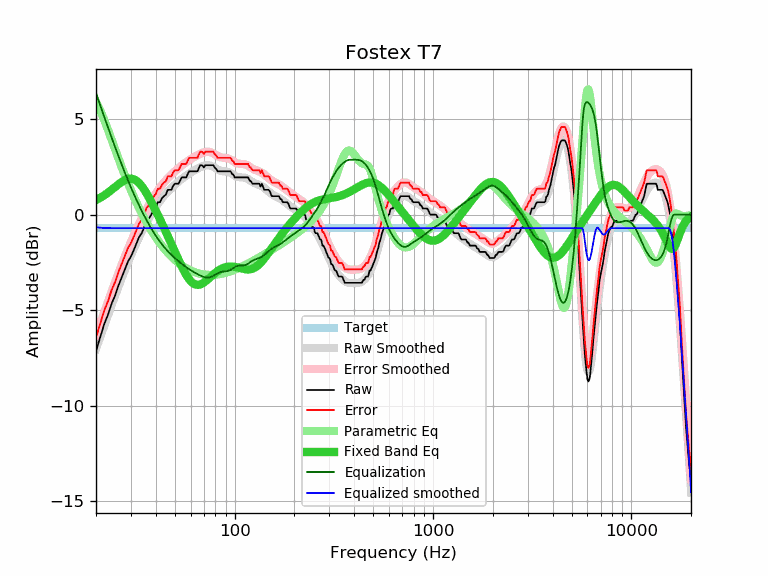 Fostex T7
Amplitude (dBr)
5
0
−5
−10
−15
Target
Raw Smoothed
Error Smoothed
Raw
Error
Parametric Eq
Fixed Band Eq
Equalization
Equalized smoothed
100
1000
10000
Frequency (Hz)